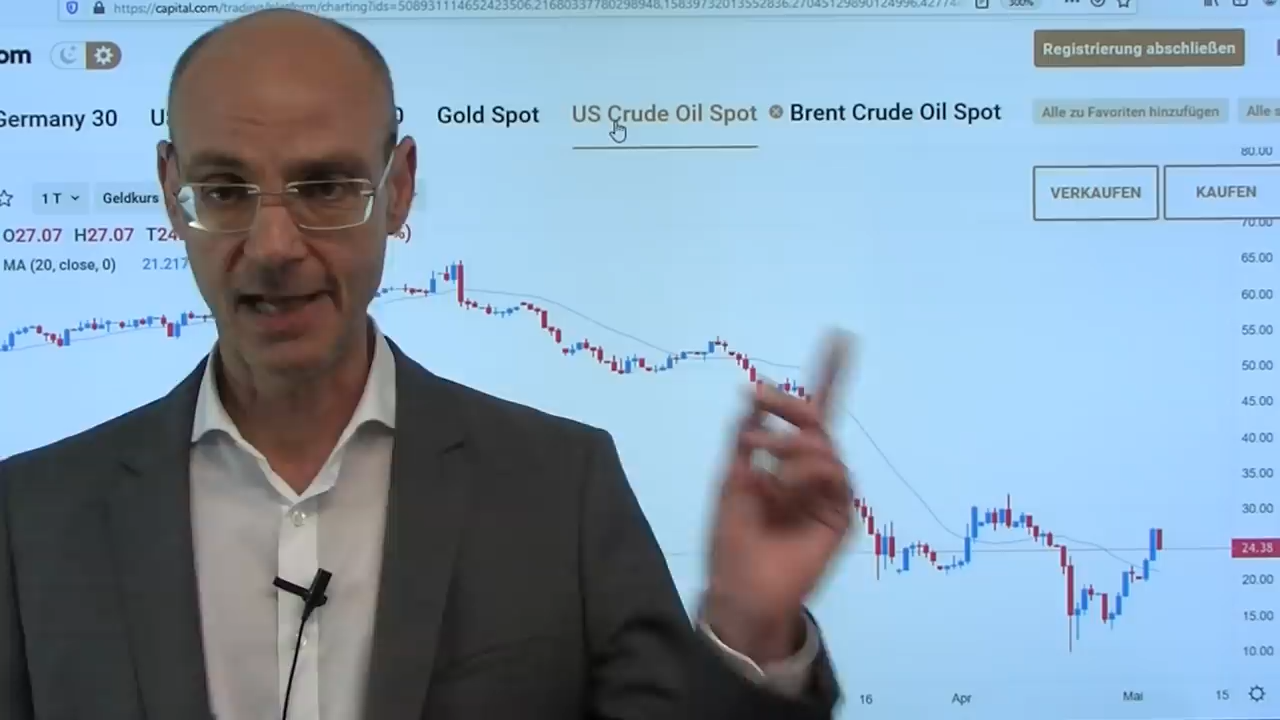 https://capital.com/trading/platform/charting?ids=
om
Registrierung abschließen
Germany 30
Gold Spot
US Crude Oil Spot
Brent Crude Oil Spot
Alle zu Favoriten hinzufügen
Alle
1 T
Geldkurs
VERKAUFEN
KAUFEN
O27.07 H27.07
MA (20, close, 0) 21.217
80.00
70.00
65.00
60.00
55.00
50.00
45.00
40.00
35.00
30.00
24.38
20.00
15.00
10.00
16
Apr
Mai
15